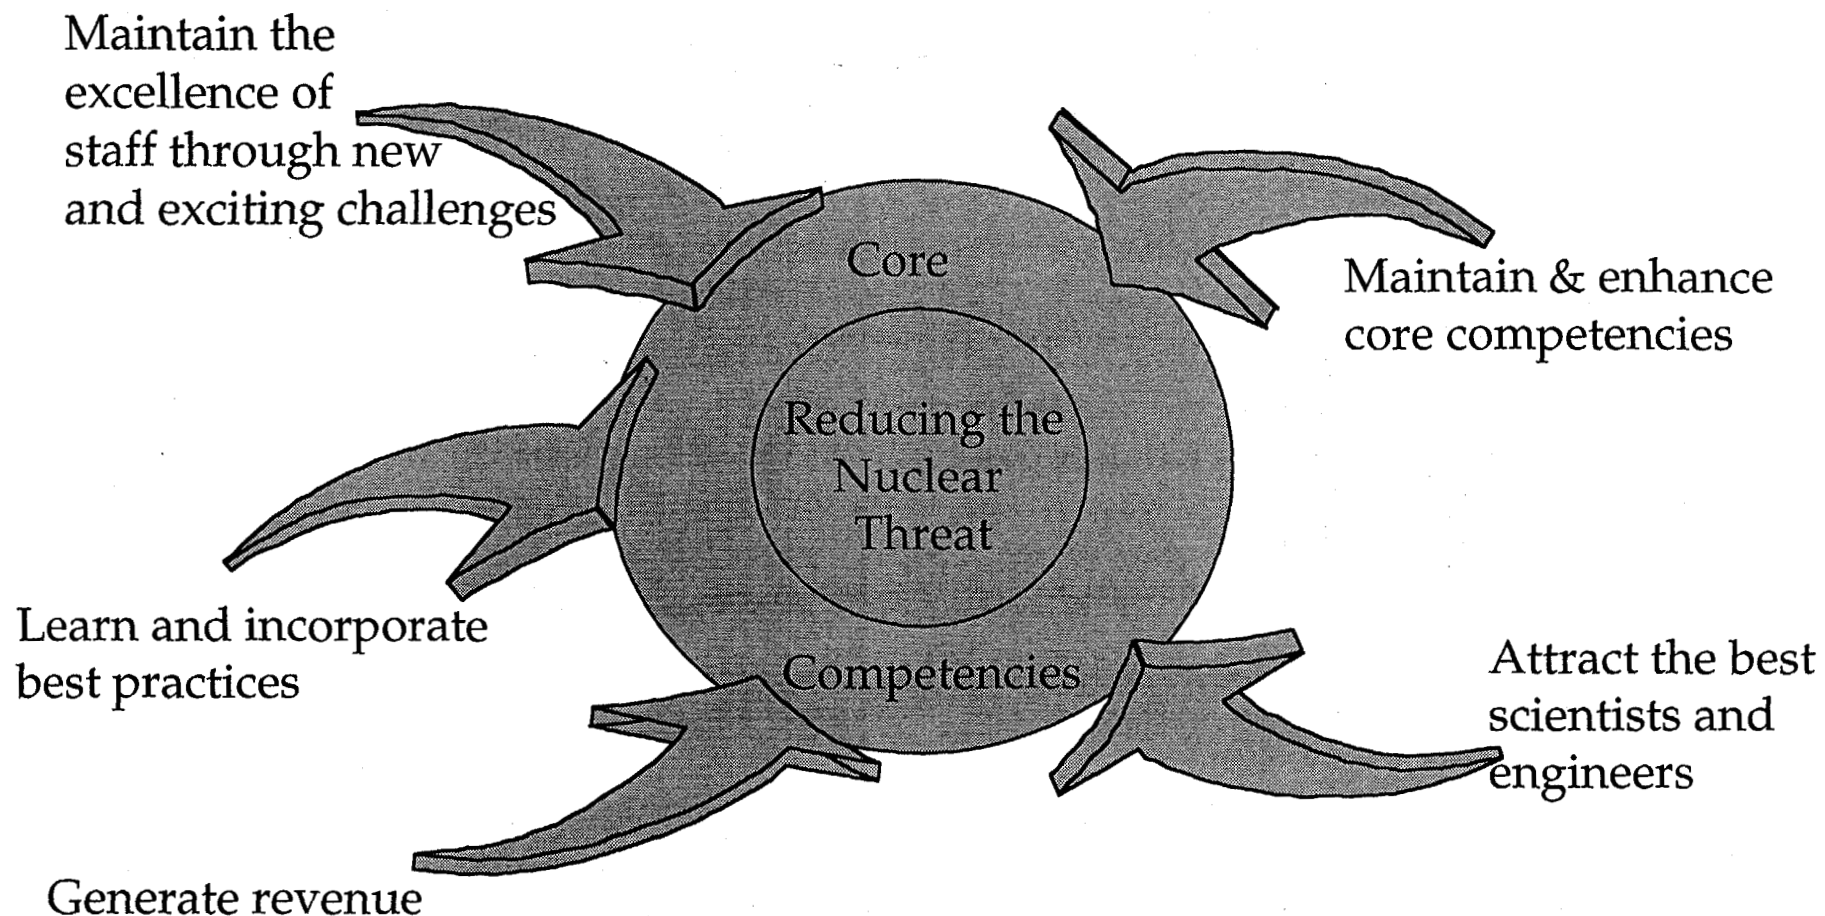 Maintain the
excellence of
staff through new
and exciting challenges
Core
Maintain & enhance
core competencies
Reducing the
Nuclear
Threat
Learn and incorporate
best practices
Competencies
Attract the best
scientists and
engineers
Generate revenue